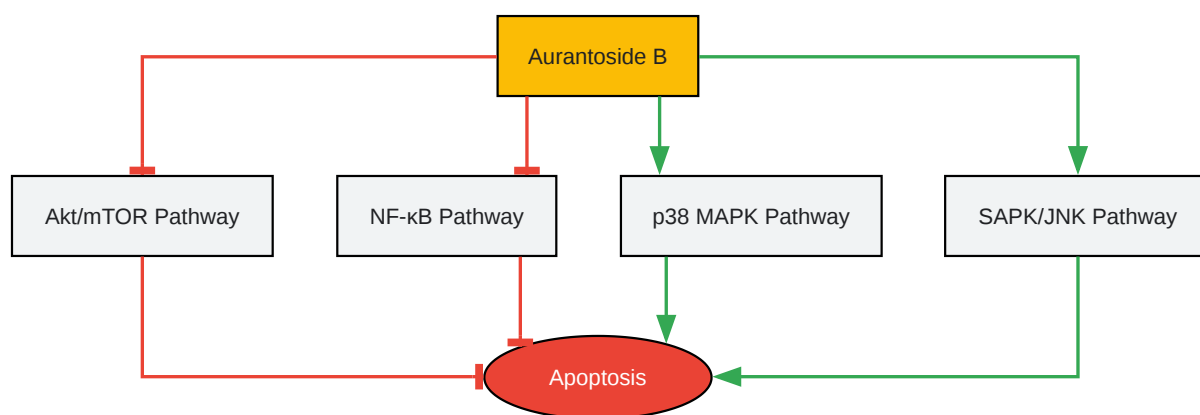 Aurantoside B
Akt/mTOR Pathway
NF-κB Pathway
p38 MAPK Pathway
SAPK/JNK Pathway
Apoptosis